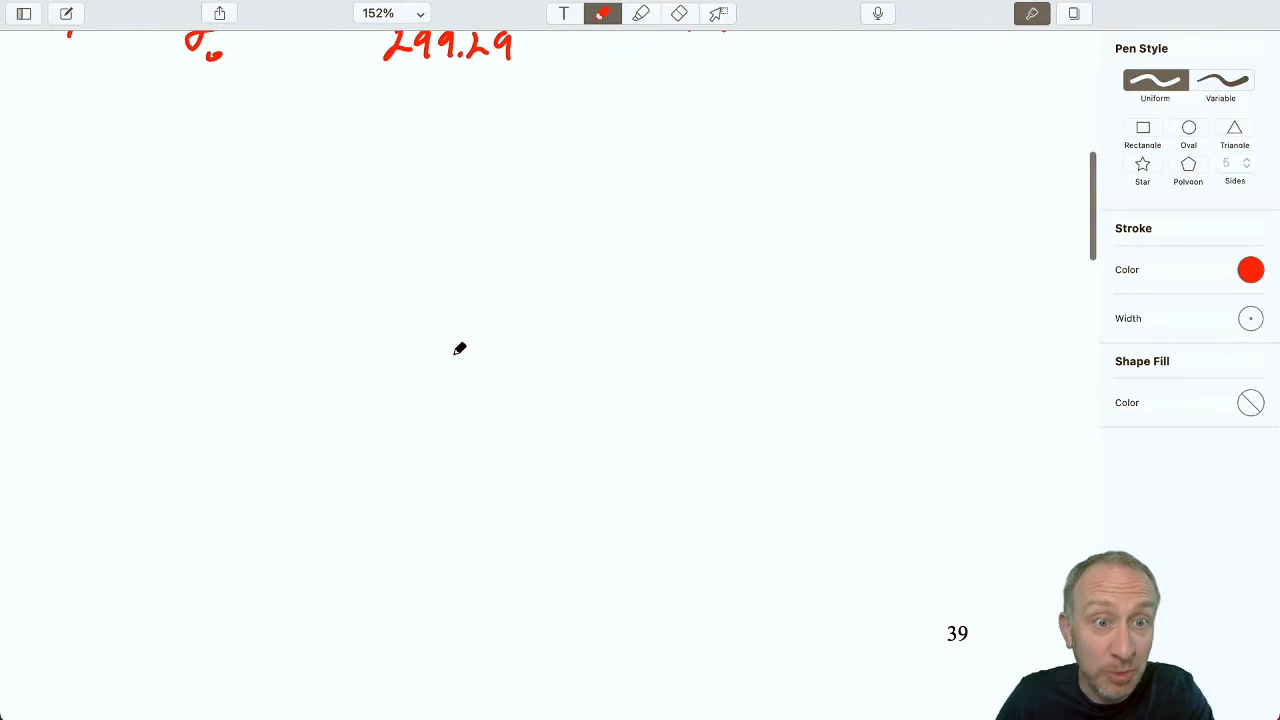 152%
T
299.29
39
Pen Style
Uniform Variable
Rectangle Oval Triangle
5
Star Polygon Sides
Stroke
Color
Width
Shape Fill
Color